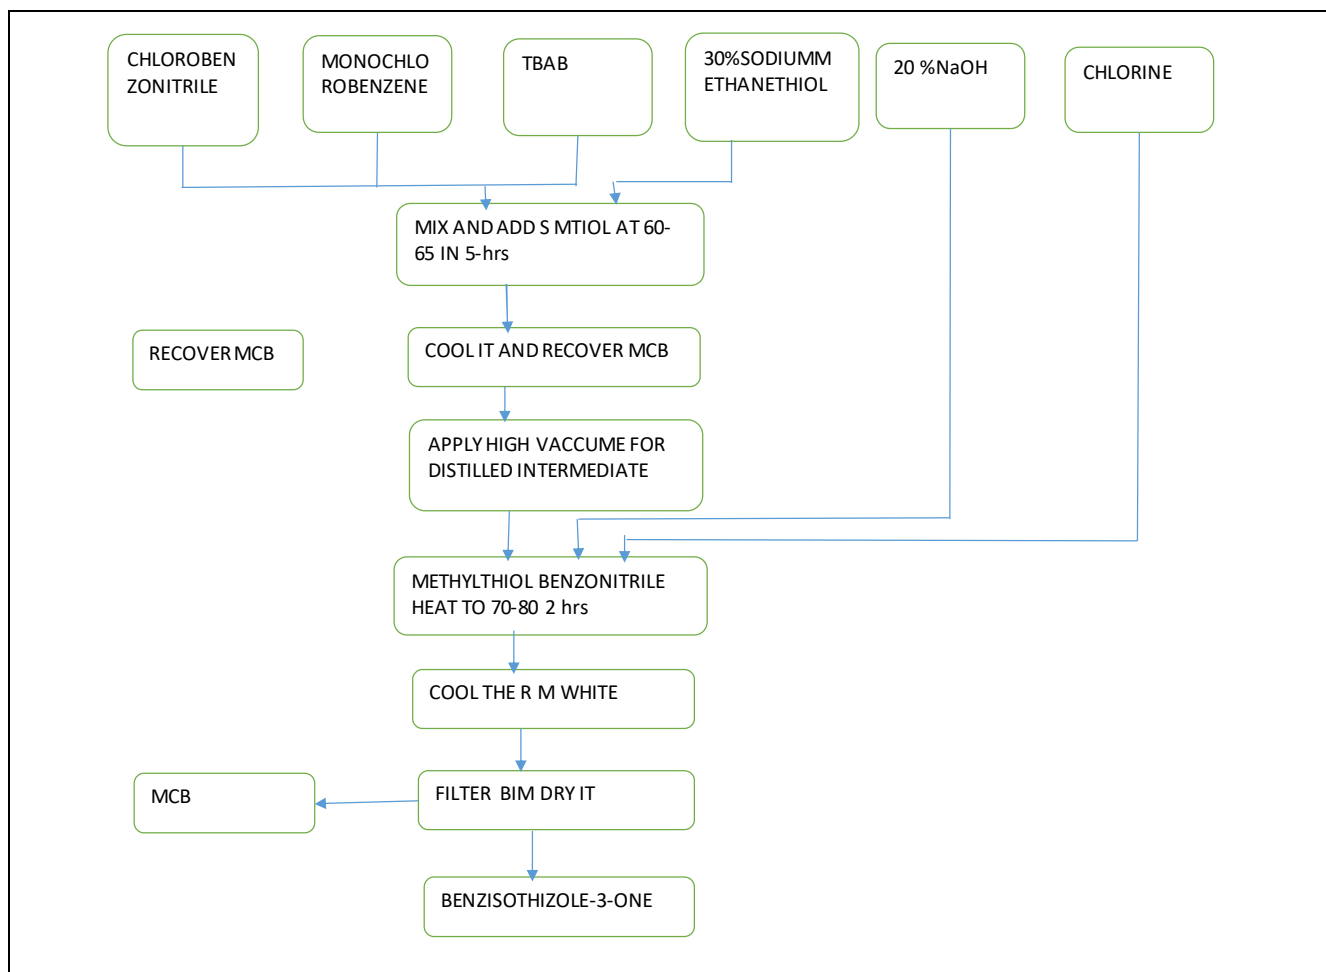 CHLOROBEN
ZONITRILE
MONOCHLO
ROBENZENE
TBAB
30%SODIUMM
ETHANETHIOL
20 %NaOH
CHLORINE
MIX AND ADD S MTIOL AT 60-
65 IN 5-hrs
RECOVER MCB
COOL IT AND RECOVER MCB
APPLY HIGH VACCUME FOR
DISTILLED INTERMEDIATE
METHYLTHIOL BENZONITRILE
HEAT TO 70-80 2 hrs
COOL THE R M WHITE
MCB
FILTER BIM DRY IT
BENZISOTHIZOLE-3-ONE